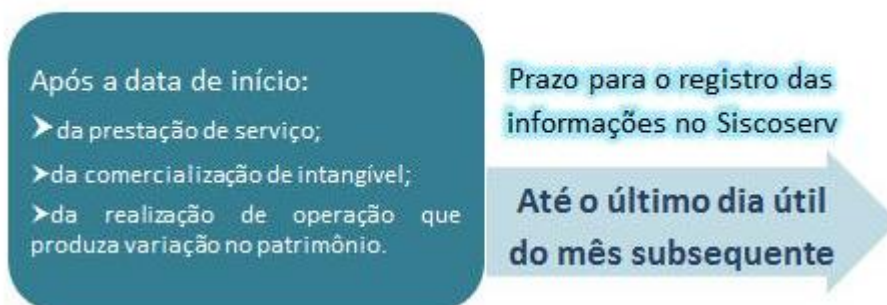 Após a data de início:
➤da prestação de serviço;
➤da comercialização de intangível;
➤da realização de operação que
produza variação no patrimônio.
Prazo para o registro das
informações no Siscoserv
Até o último dia útil
do mês subsequente